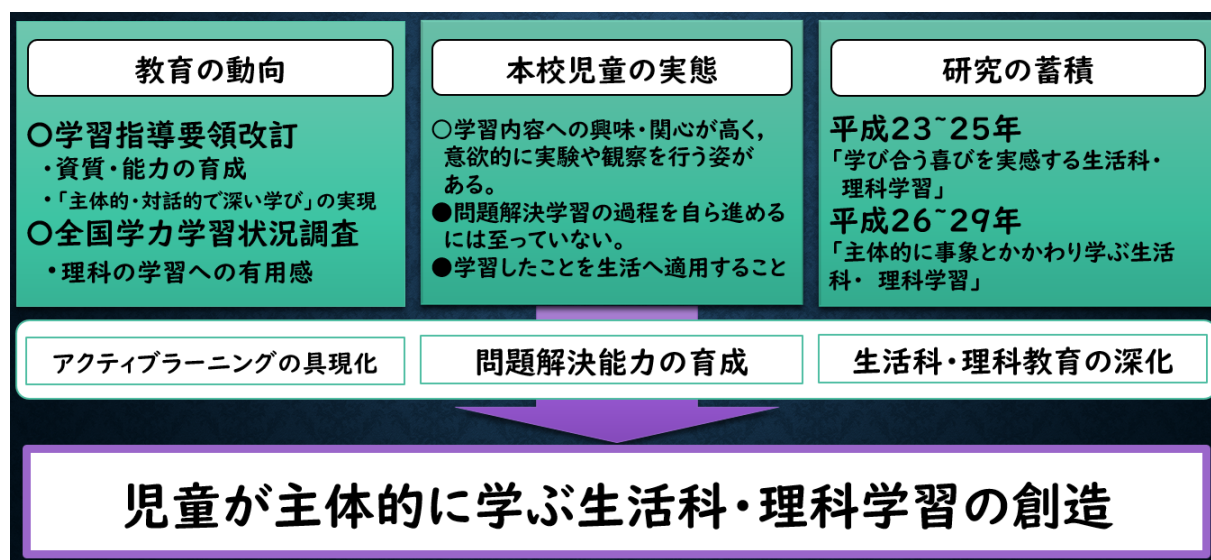 教育の動向
〇学習指導要領改訂
・資質・能力の育成
・「主体的・対話的で深い学び」の実現
〇全国学力学習状況調査
・理科の学習への有用感
本校児童の実態
○学習内容への興味・関心が高く,
意欲的に実験や観察を行う姿が
ある。
●問題解決学習の過程を自ら進める
には至っていない。
●学習したことを生活へ適用すること
研究の蓄積
平成23~25年
「学び合う喜びを実感する生活科・
理科学習」
平成26~29年
「主体的に事象とかかわり学ぶ生活
科・ 理科学習」
アクティブラーニングの具現化
問題解決能力の育成
生活科・理科教育の深化
児童が主体的に学ぶ生活科・理科学習の創造